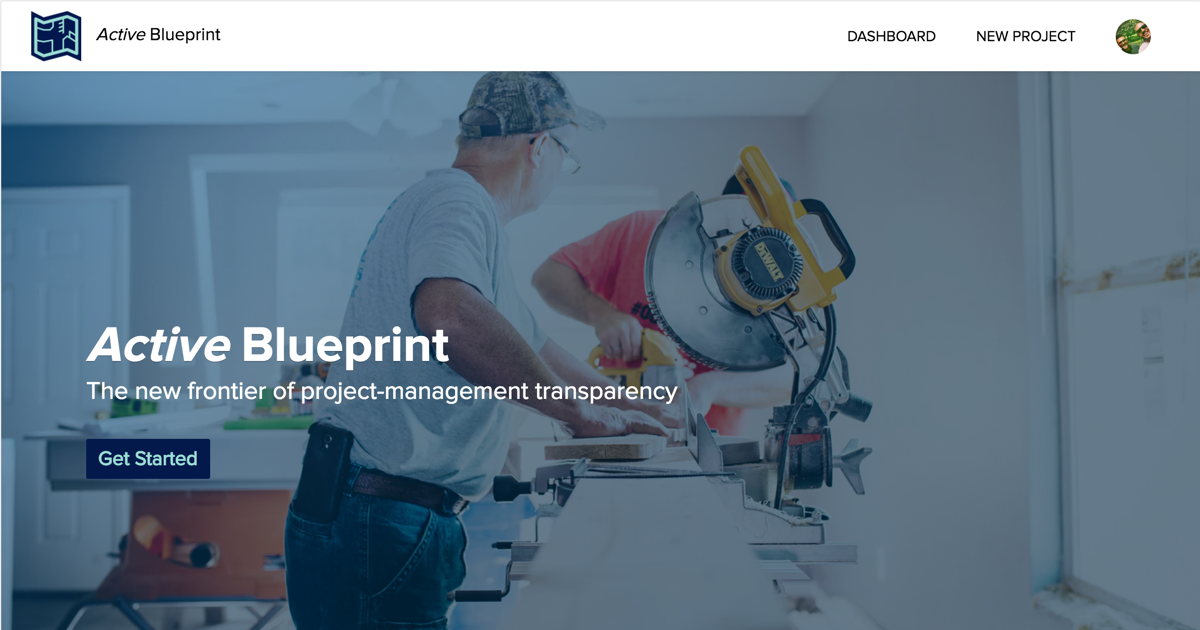 Active Blueprint
DASHBOARD
NEW PROJECT
Active Blueprint
The new frontier of project-management transparency
Get Started
DEWALT